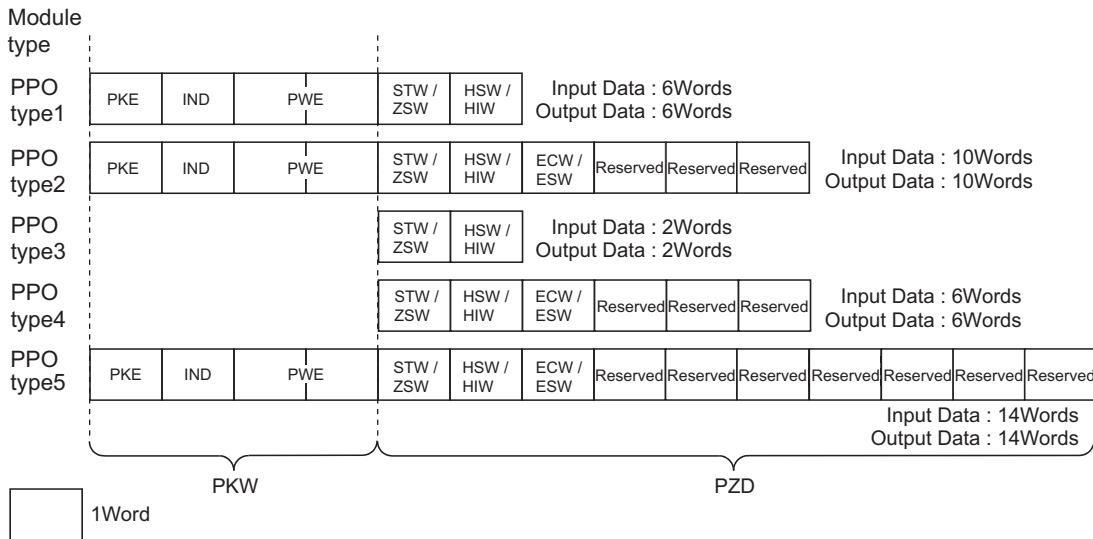 Module
type
PPO
type1
PKE IND PWE STW / HSW /
ZSW HIW
Input Data : 6Words
Output Data : 6Words
PPO
type2
PKE IND PWE STW / HSW / ECW / Reserved Reserved Reserved
ZSW HIW ESW
Input Data : 10Words
Output Data : 10Words
PPO
type3
STW / HSW /
ZSW HIW
Input Data : 2Words
Output Data : 2Words
PPO
type4
STW / HSW / ECW / Reserved Reserved Reserved
ZSW HIW ESW
Input Data : 6Words
Output Data : 6Words
PPO
type5
PKE IND PWE STW / HSW / ECW / Reserved Reserved Reserved Reserved Reserved Reserved Reserved
ZSW HIW ESW
Input Data : 14Words
Output Data : 14Words
PKW PZD
1Word